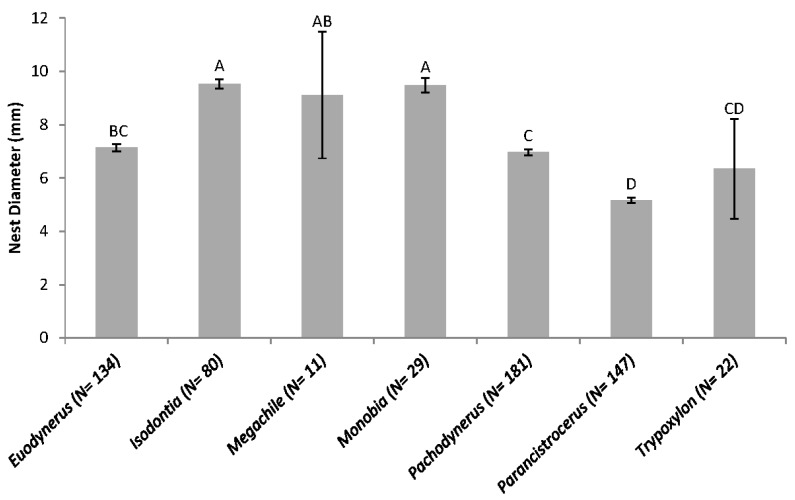 Nest Diameter (mm)
12
10
8
6
4
2
0
BC
A
AB
A
C
D
CD
Euodynerus (N= 134)
Isodontia (N= 80)
Megachile (N= 11)
Monobia (N= 29)
Pachodynerus (N= 181)
Parancistrocerus (N= 147)
Trypoxylon (N= 22)